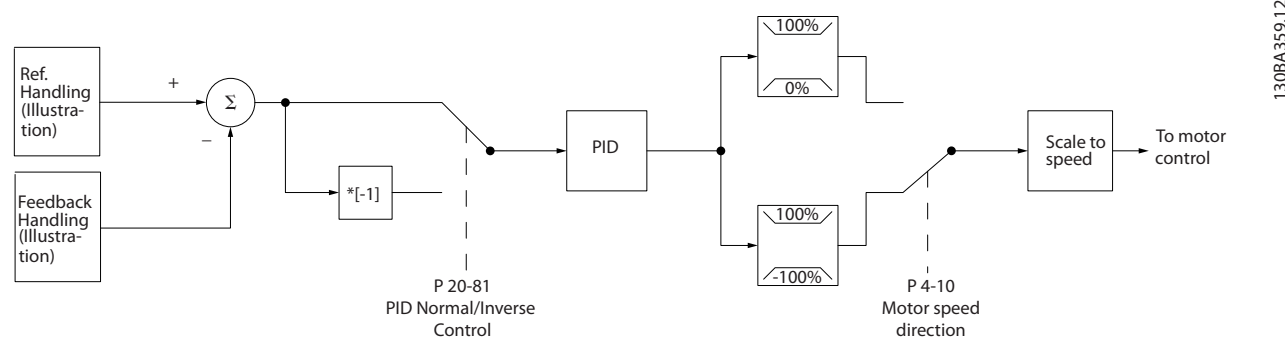 Ref.
Handling
(Illustra-
tion)
+
Σ
−
Feedback
Handling
(Illustra-
tion)
*[-1]
P 20-81
PID Normal/Inverse
Control
PID
100%
0%
100%
-100%
P 4-10
Motor speed
direction
Scale to
speed
To motor
control
130BA359.12